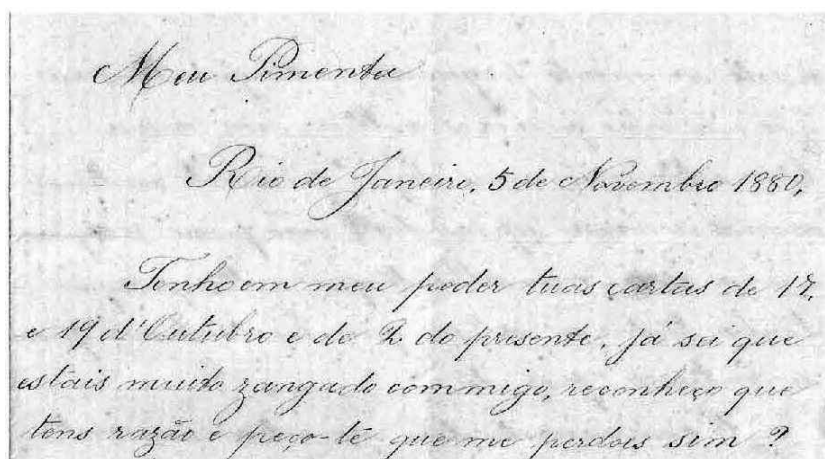 Meu Pimenta
Rio de Janeiro, 5 de Novembro 1880,
Tenho em meu poder tuas cartas de 17,
e 19 d'Outubro e de 2 do presente, já sei que
estais muito zangado commigo, reconheço que
tens razão e peço-te que me perdois sim ?